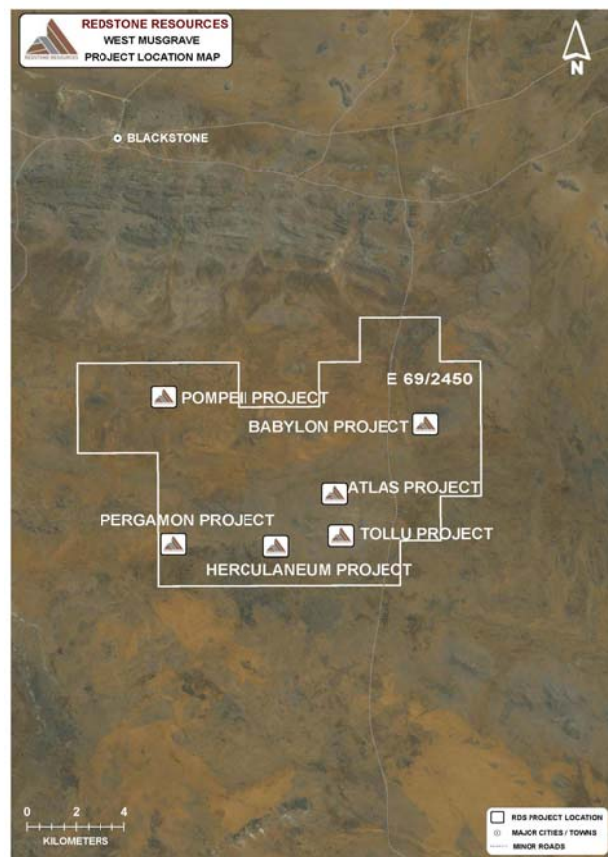 REDSTONE RESOURCES
WEST MUSGRAVE
PROJECT LOCATION MAP
REDSTONE RESOURCES
N
BLACKSTONE
E 69/2450
POMPEII PROJECT
BABYLON PROJECT
ATLAS PROJECT
PERGAMON PROJECT
TOLLU PROJECT
HERCULANEUM PROJECT
0 2 4
KILOMETERS
RDS PROJECT LOCATION
MAJOR CITIES / TOWNS
MINOR ROADS